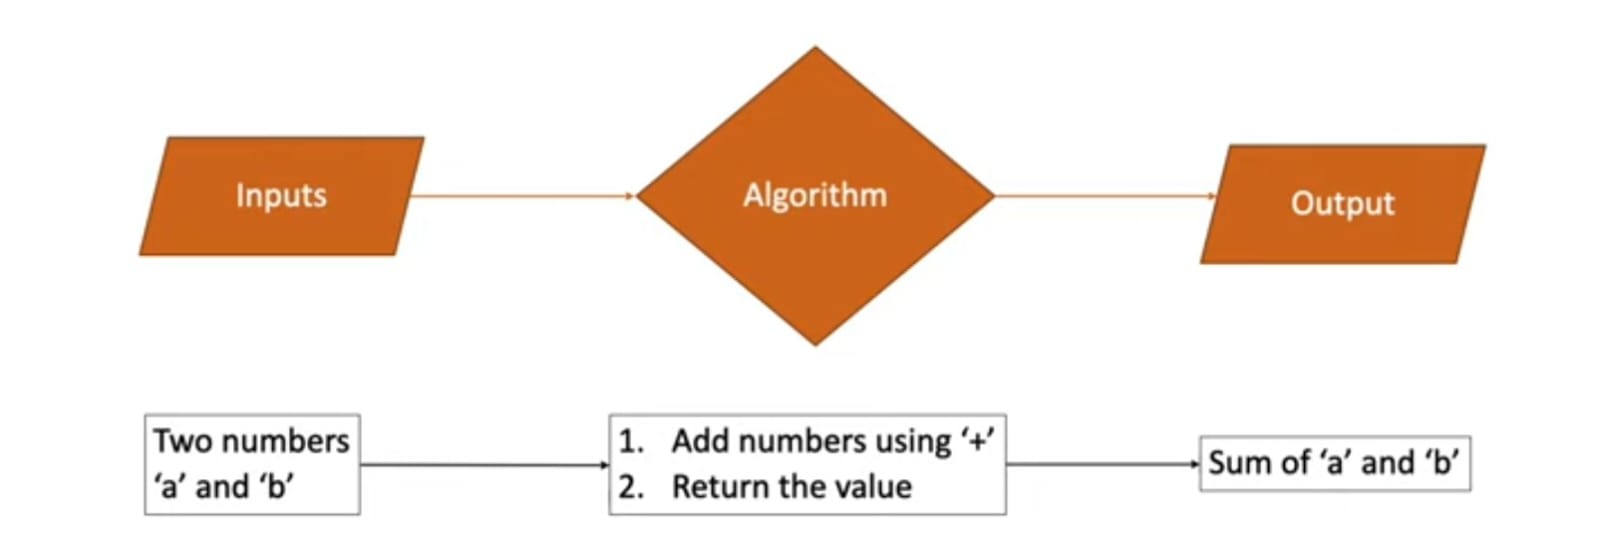 Inputs
Algorithm
Output
Two numbers
‘a’ and ‘b’
1. Add numbers using ‘+’
2. Return the value
Sum of ‘a’ and ‘b’